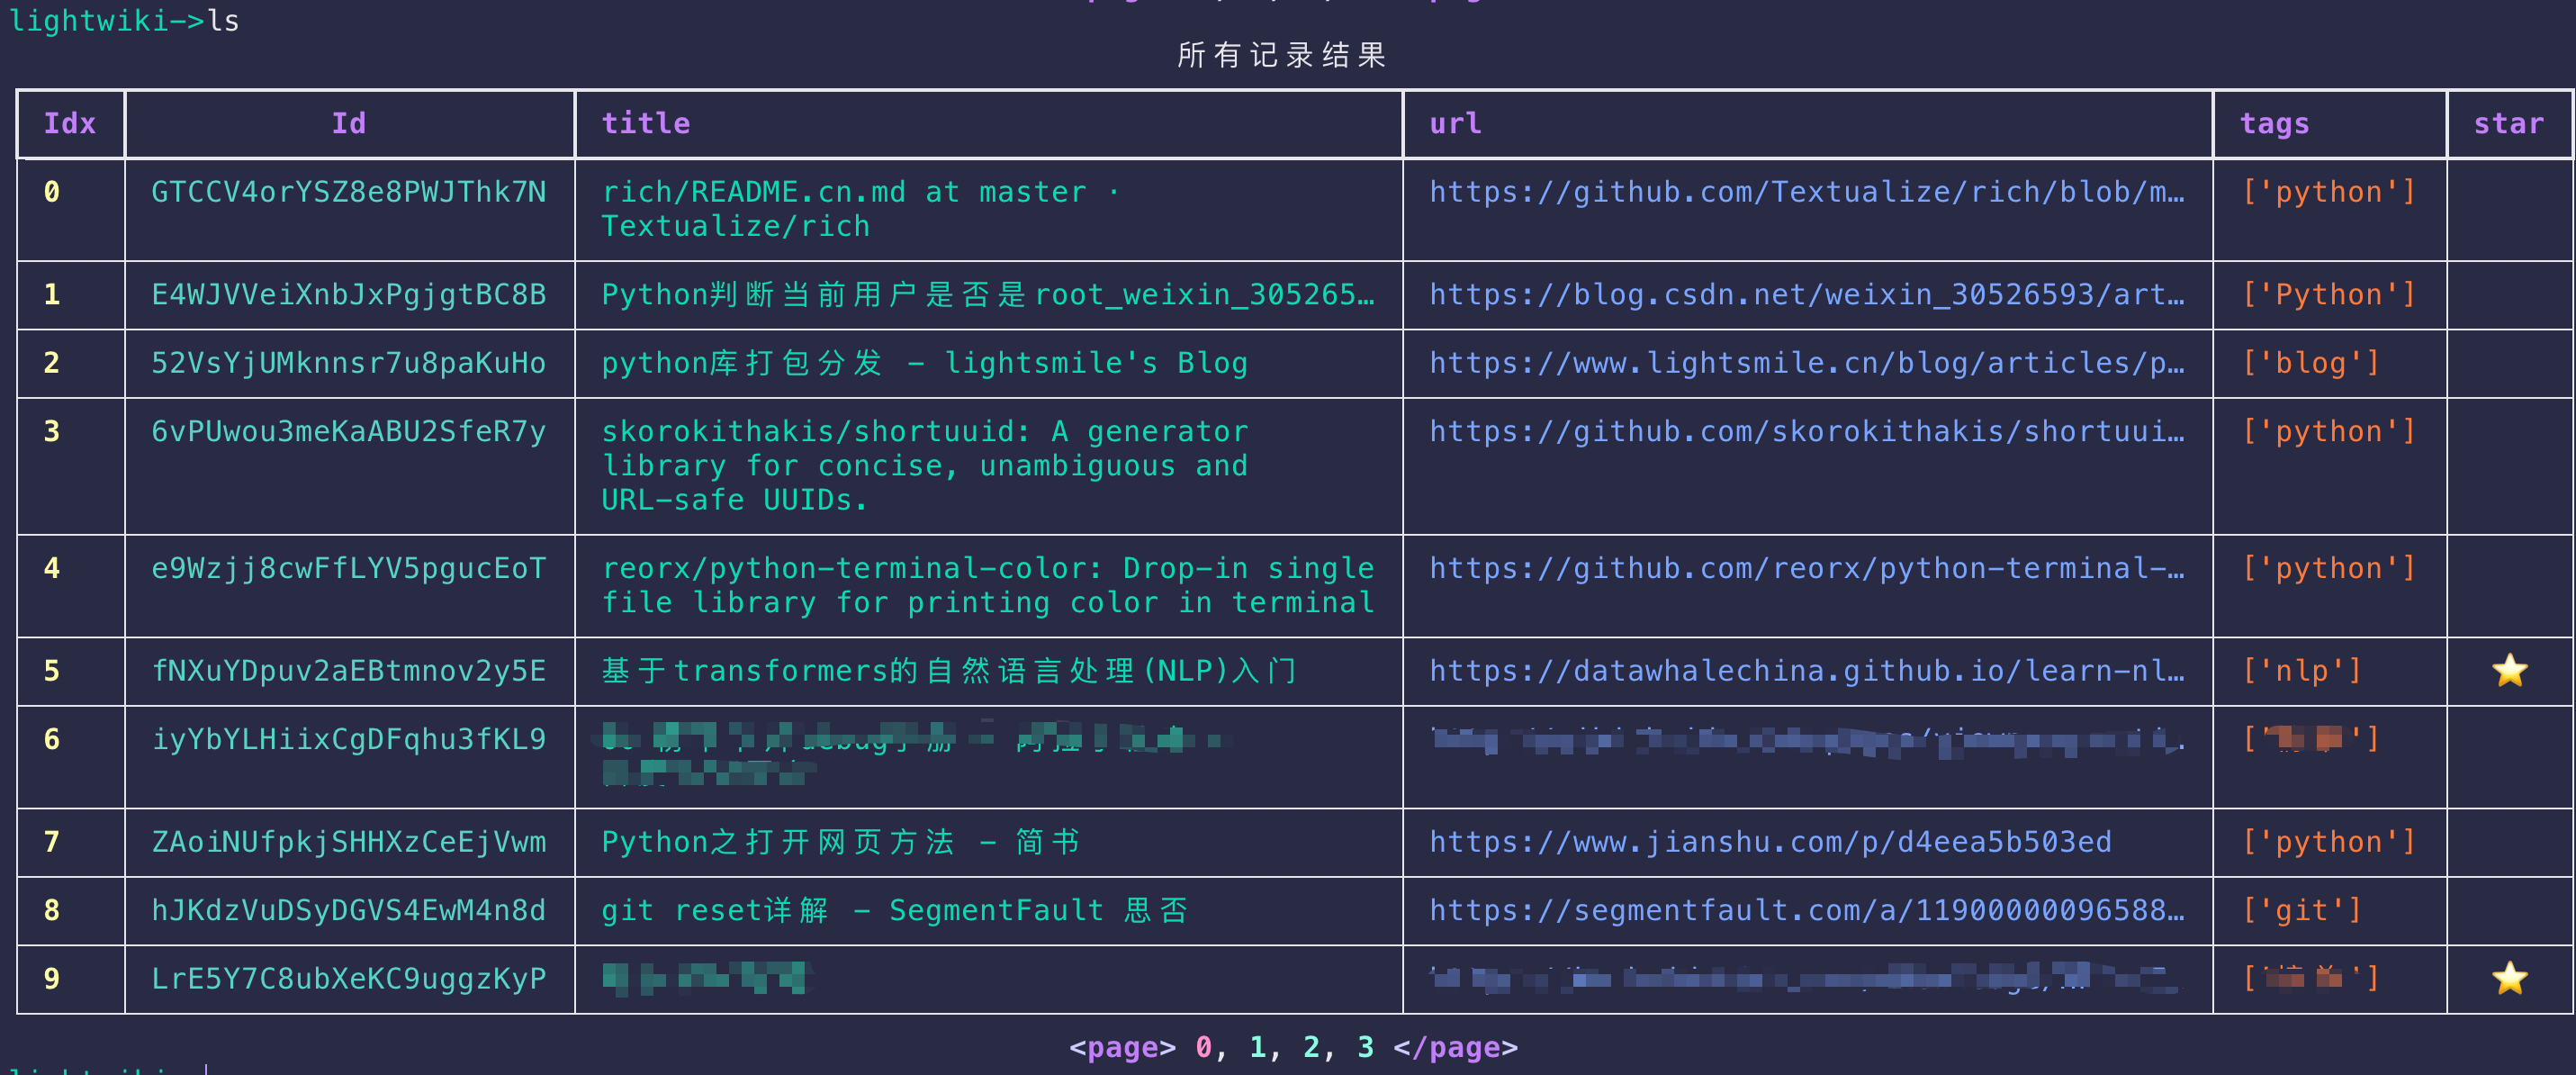 lightwiki->ls
所有记录结果
Idx Id title url tags star
0 GTCCV4orYSZ8e8PWJThk7N rich/README.cn.md at master · https://github.com/Textualize/rich/blob/m… ['python']
Textualize/rich
1 E4WJVVeiXnbJxPgjgtBC8B Python判断当前用户是否是root_weixin_305265… https://blog.csdn.net/weixin_30526593/art… ['Python']
2 52VsYjUMknnsr7u8paKuHo python库打包分发 - lightsmile's Blog https://www.lightsmile.cn/blog/articles/p… ['blog']
3 6vPUwou3meKaABU2SfeR7y skorokithakis/shortuuid: A generator https://github.com/skorokithakis/shortuui… ['python']
library for concise, unambiguous and
URL-safe UUIDs.
4 e9Wzjj8cwFfLYV5pgucEoT reorx/python-terminal-color: Drop-in single https://github.com/reorx/python-terminal-… ['python']
file library for printing color in terminal
5 fNXuYDpuv2aEBtmnov2y5E 基于transformers的自然语言处理(NLP)入门 https://datawhalechina.github.io/learn-nl… ['nlp'] ⭐
6 iyYbYLHiixCgDFqhu3fKL9
7 ZAoiNUfpkjSHHXzCeEjVwm Python之打开网页方法 - 简书 https://www.jianshu.com/p/d4eea5b503ed ['python']
8 hJKdzVuDSyDGVS4EwM4n8d git reset详解 - SegmentFault 思否 https://segmentfault.com/a/11900000096588… ['git']
9 LrE5Y7C8ubXeKC9uggzKyP ⭐
<page> 0, 1, 2, 3 </page>